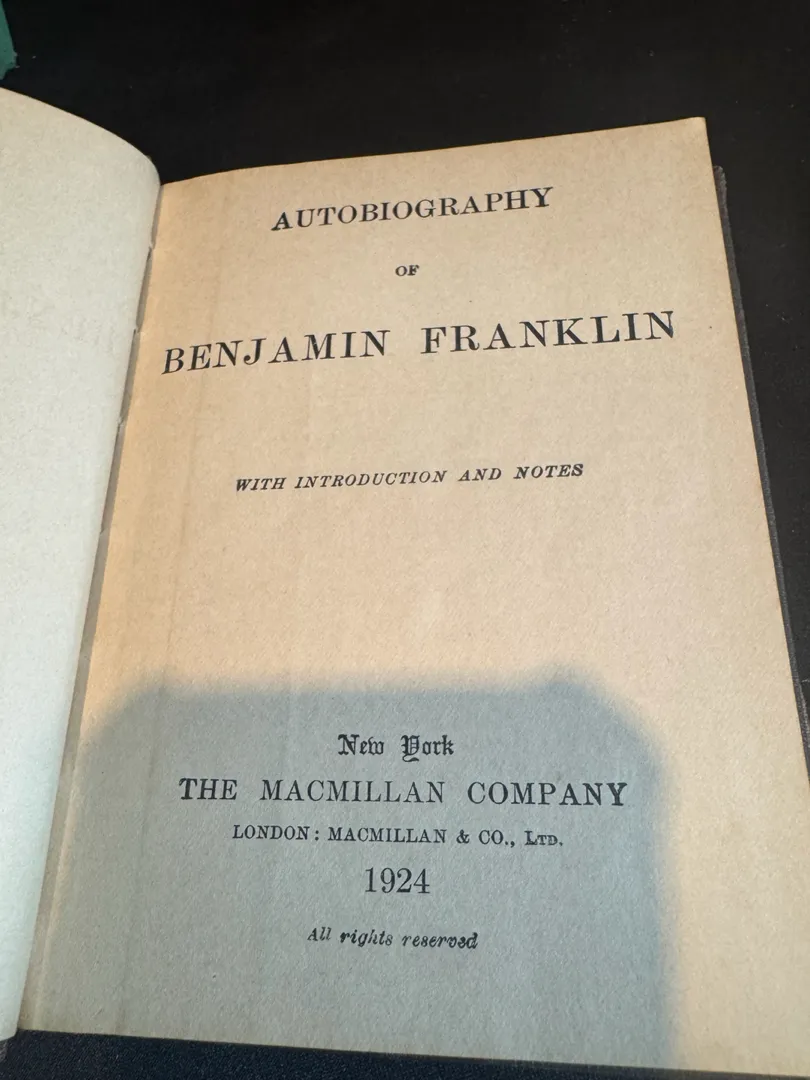 AUTOBIOGRAPHY
OF
BENJAMIN FRANKLIN
WITH INTRODUCTION AND NOTES
New York
THE MACMILLAN COMPANY
LONDON: MACMILLAN & CO., LTD.
1924
All rights reserved